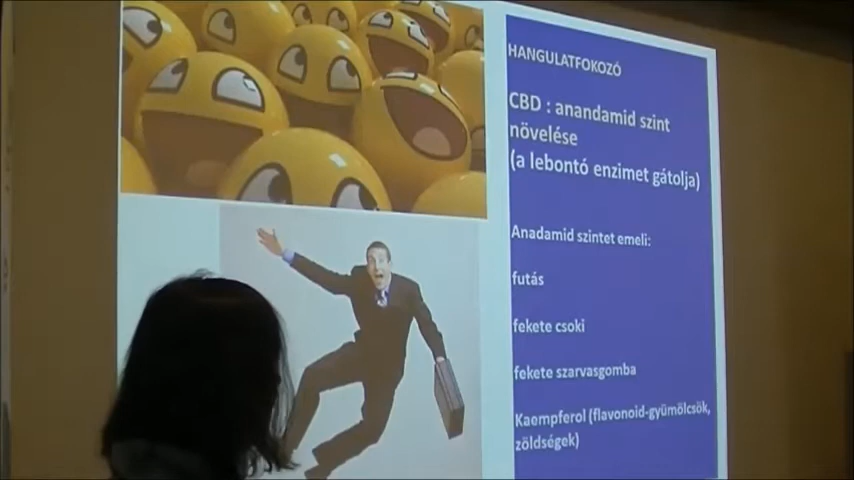 HANGULATFOKOZÓ
CBD : anandamid szint
növelése
(a lebontó enzimet gátolja)
Anadamid szintet emeli:
futás
fekete csoki
fekete szarvasgomba
Kaempferol (flavonoid-gyümölcsök,
zöldségek)